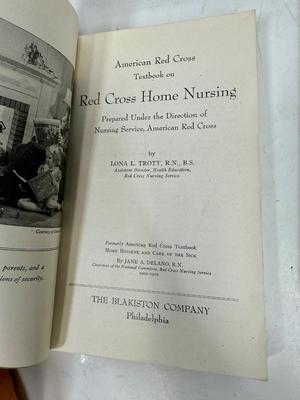 American Red Cross
Textbook on
Red Cross Home Nursing
Prepared Under the Direction of
Nursing Service, American Red Cross
by
LONA L. TROTT, R.N., B.S.
Assistant Director, Health Education,
Red Cross Nursing Service
Formerly American Red Cross Textbook
HOME HYGIENE AND CARE OF THE SICK
By JANE A. DELANO, R.N.
Chairman of the National Committee, Red Cross Nursing Service
1909-1919
THE BLAKISTON COMPANY
Philadelphia
Courtesy of
parents, and a
ons of security.